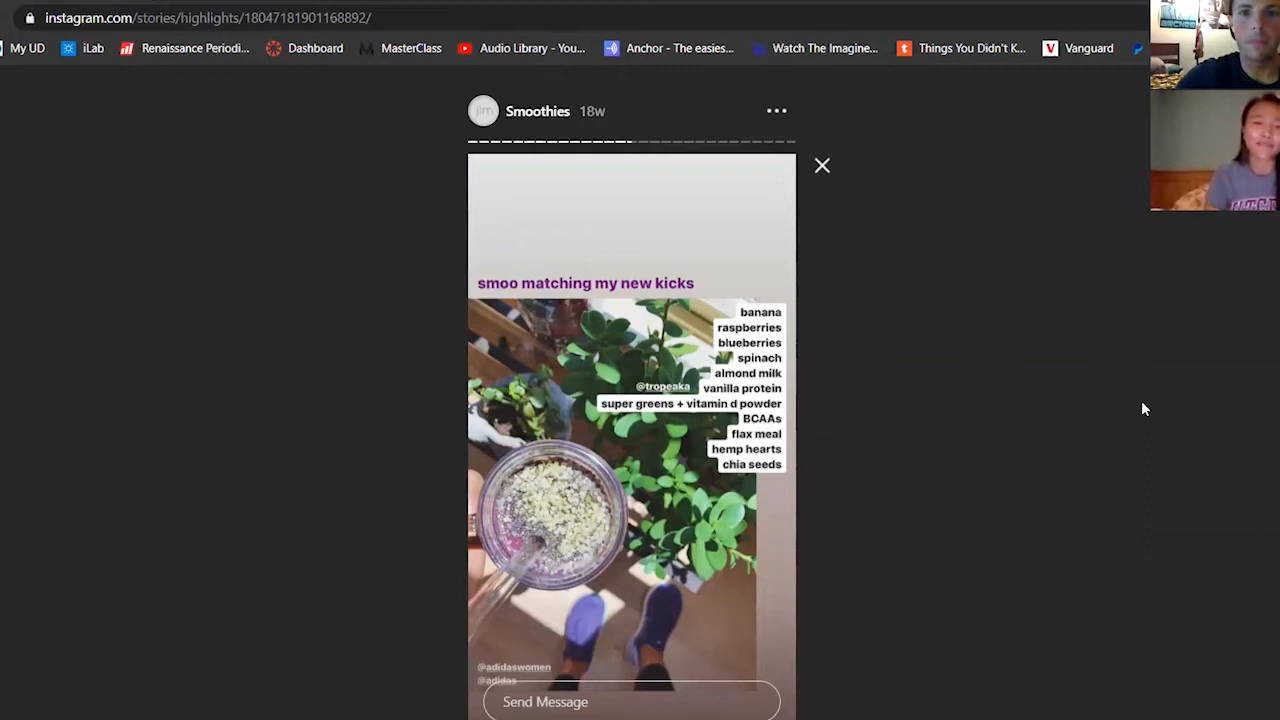 instagram.com/stories/highlights/18047181901168892/
My UD iLab Renaissance Periodi... Dashboard MasterClass Audio Library - You... Anchor - The easies... Watch The Imagine... Things You Didn't K... Vanguard
jlm Smoothies 18w
smoo matching my new kicks
banana
raspberries
blueberries
spinach
almond milk
@tropeaka vanilla protein
super greens + vitamin d powder
BCAAs
flax meal
hemp hearts
chia seeds
@adidaswomen
@adidas
Send Message